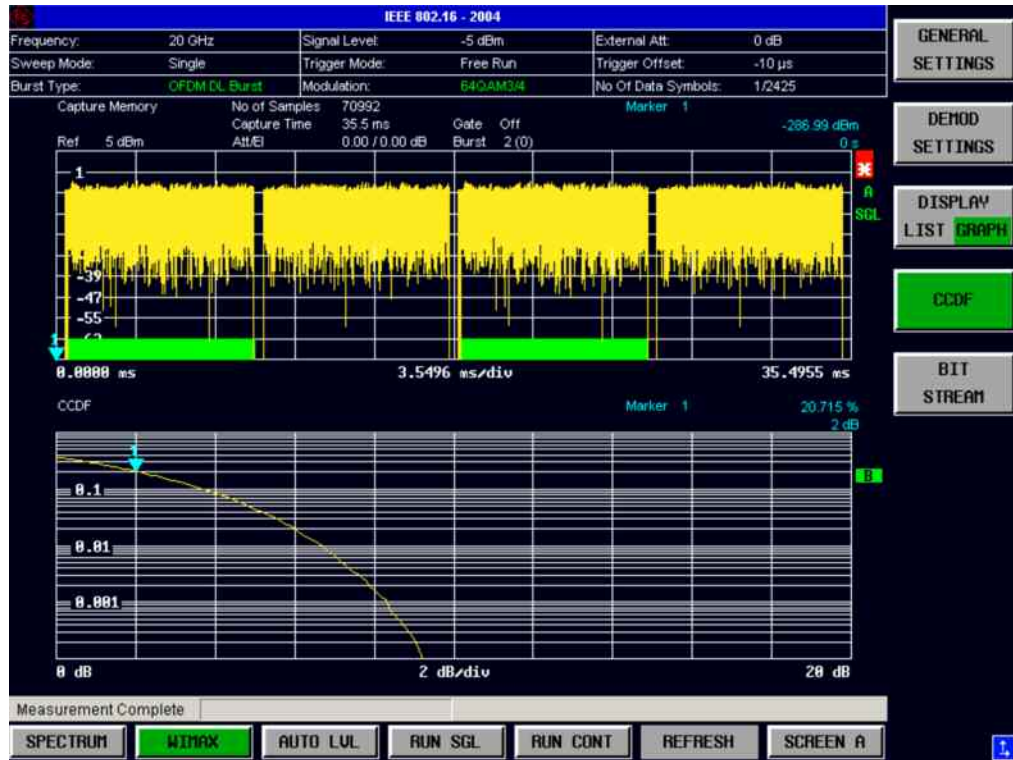 IEEE 802.16 - 2004
Frequency: 20 GHz Signal Level: -5 dBm External Att: 0 dB
Sweep Mode: Single Trigger Mode: Free Run Trigger Offset: -10 µs
Burst Type: OFDM DL Burst Modulation: 64QAM3/4 No Of Data Symbols: 1/2425
Capture Memory No of Samples 70992 Marker 1
Capture Time 35.5 ms Gate Off -286.99 dBm
Ref 5 dBm Att/El 0.00 / 0.00 dB Burst 2 (0) 0 s
1
A
SGL
-39
-47
-55
-63
1
0.0000 ms 3.5496 ms/div 35.4955 ms
CCDF Marker 1 20.715 %
2 dB
1
B
0.1
0.01
0.001
0 dB 2 dB/div 20 dB
Measurement Complete
SPECTRUM WIMAX AUTO LVL RUN SGL RUN CONT REFRESH SCREEN A
GENERAL
SETTINGS
DEMOD
SETTINGS
DISPLAY
LIST GRAPH
CCDF
BIT
STREAM